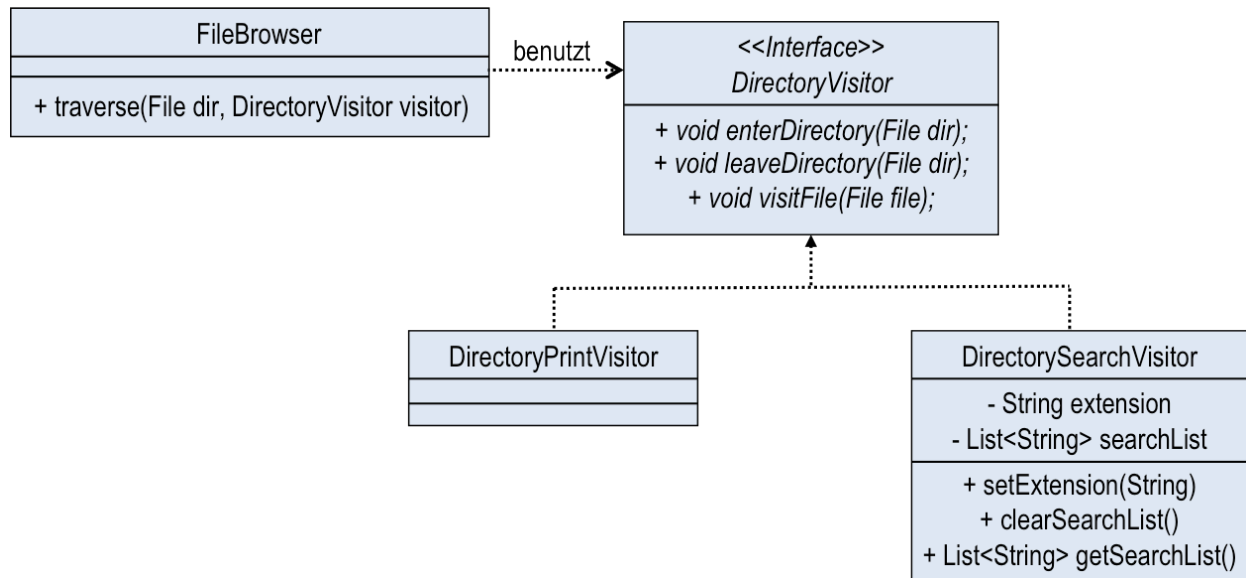 FileBrowser
+ traverse(File dir, DirectoryVisitor visitor)
benutzt
<<Interface>>
DirectoryVisitor
+ void enterDirectory(File dir);
+ void leaveDirectory(File dir);
+ void visitFile(File file);
DirectoryPrintVisitor
DirectorySearchVisitor
- String extension
- List<String> searchList
+ setExtension(String)
+ clearSearchList()
+ List<String> getSearchList()